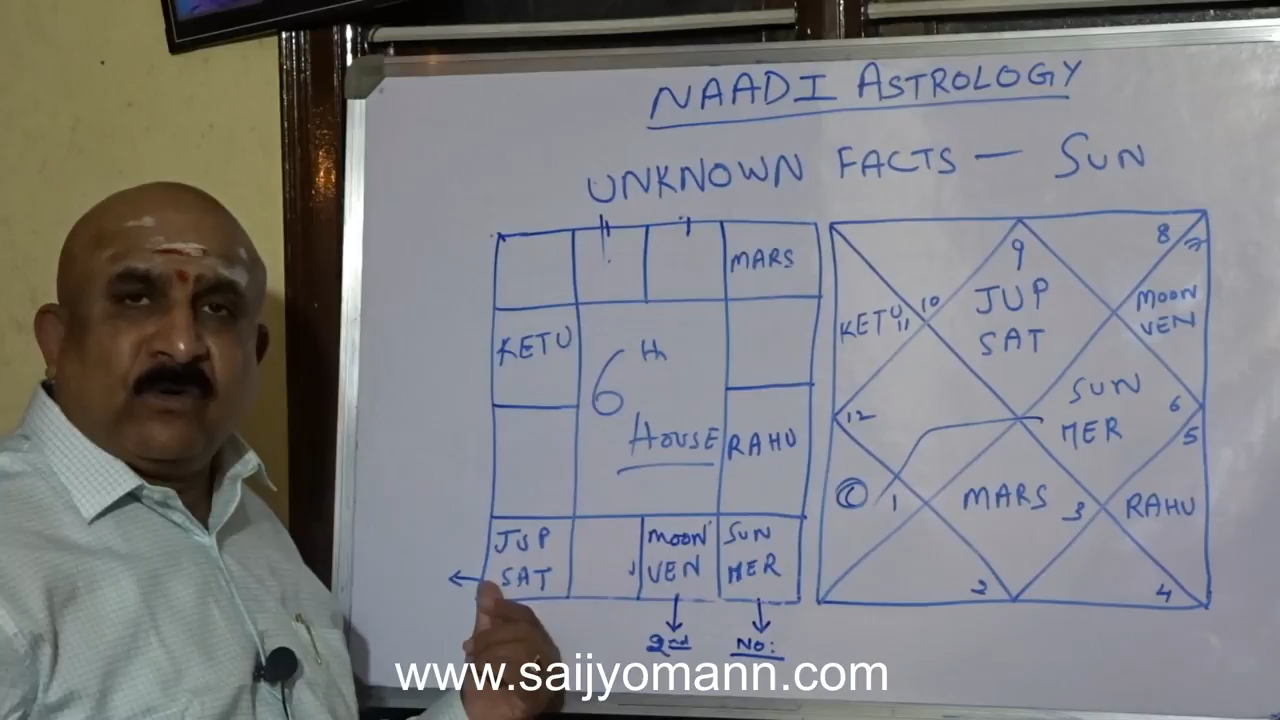 NAADI ASTROLOGY
UNKNOWN FACTS — SUN
MARS
KETU
6th
HOUSE
RAHU
JUP
SAT
MOON
VEN
SUN
MER
2nd
No:
9
8
7
JUP
SAT
KETU
10
11
MOON
VEN
SUN
MER
12
6
5
©
1
MARS
3
RAHU
2
4
www.saijyomann.com